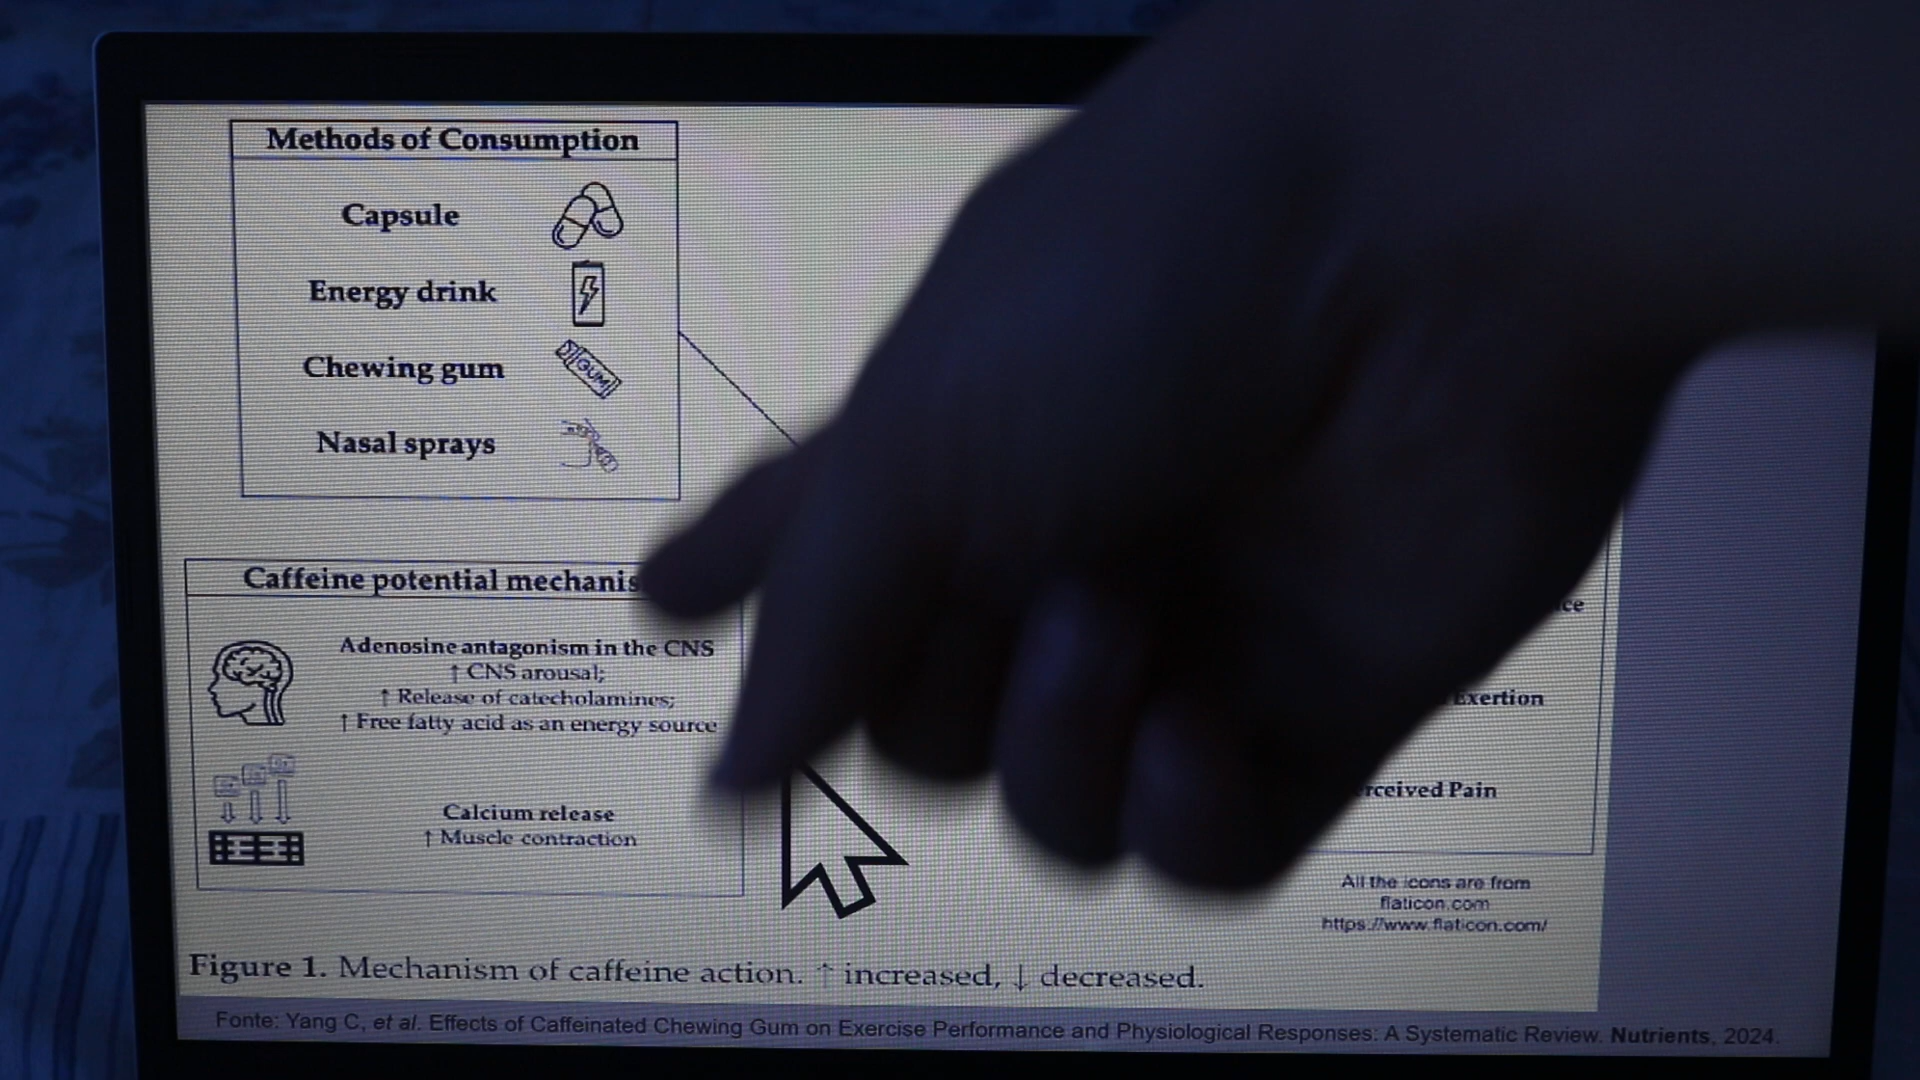 Methods of Consumption
Capsule
Energy drink
Chewing gum
GUM
Nasal sprays
Caffeine potential
Adenosine antagonism in the CNS
↑ CNS arousal;
↑ Release of catecholamines;
↑ Free fatty acid as an energy source
Calcium release
↑ Muscle contraction
Exertion
Pain
All the icons are from
flaticon.com
https://www.flaticon.com/
Figure 1. Mechanism of caffeine action. ↑ increased, ↓ decreased.
Fonte: Yang C, et al. Effects of Caffeinated Chewing Gum on Exercise Performance and Physiological Responses: A Systematic Review. Nutrients, 2024.